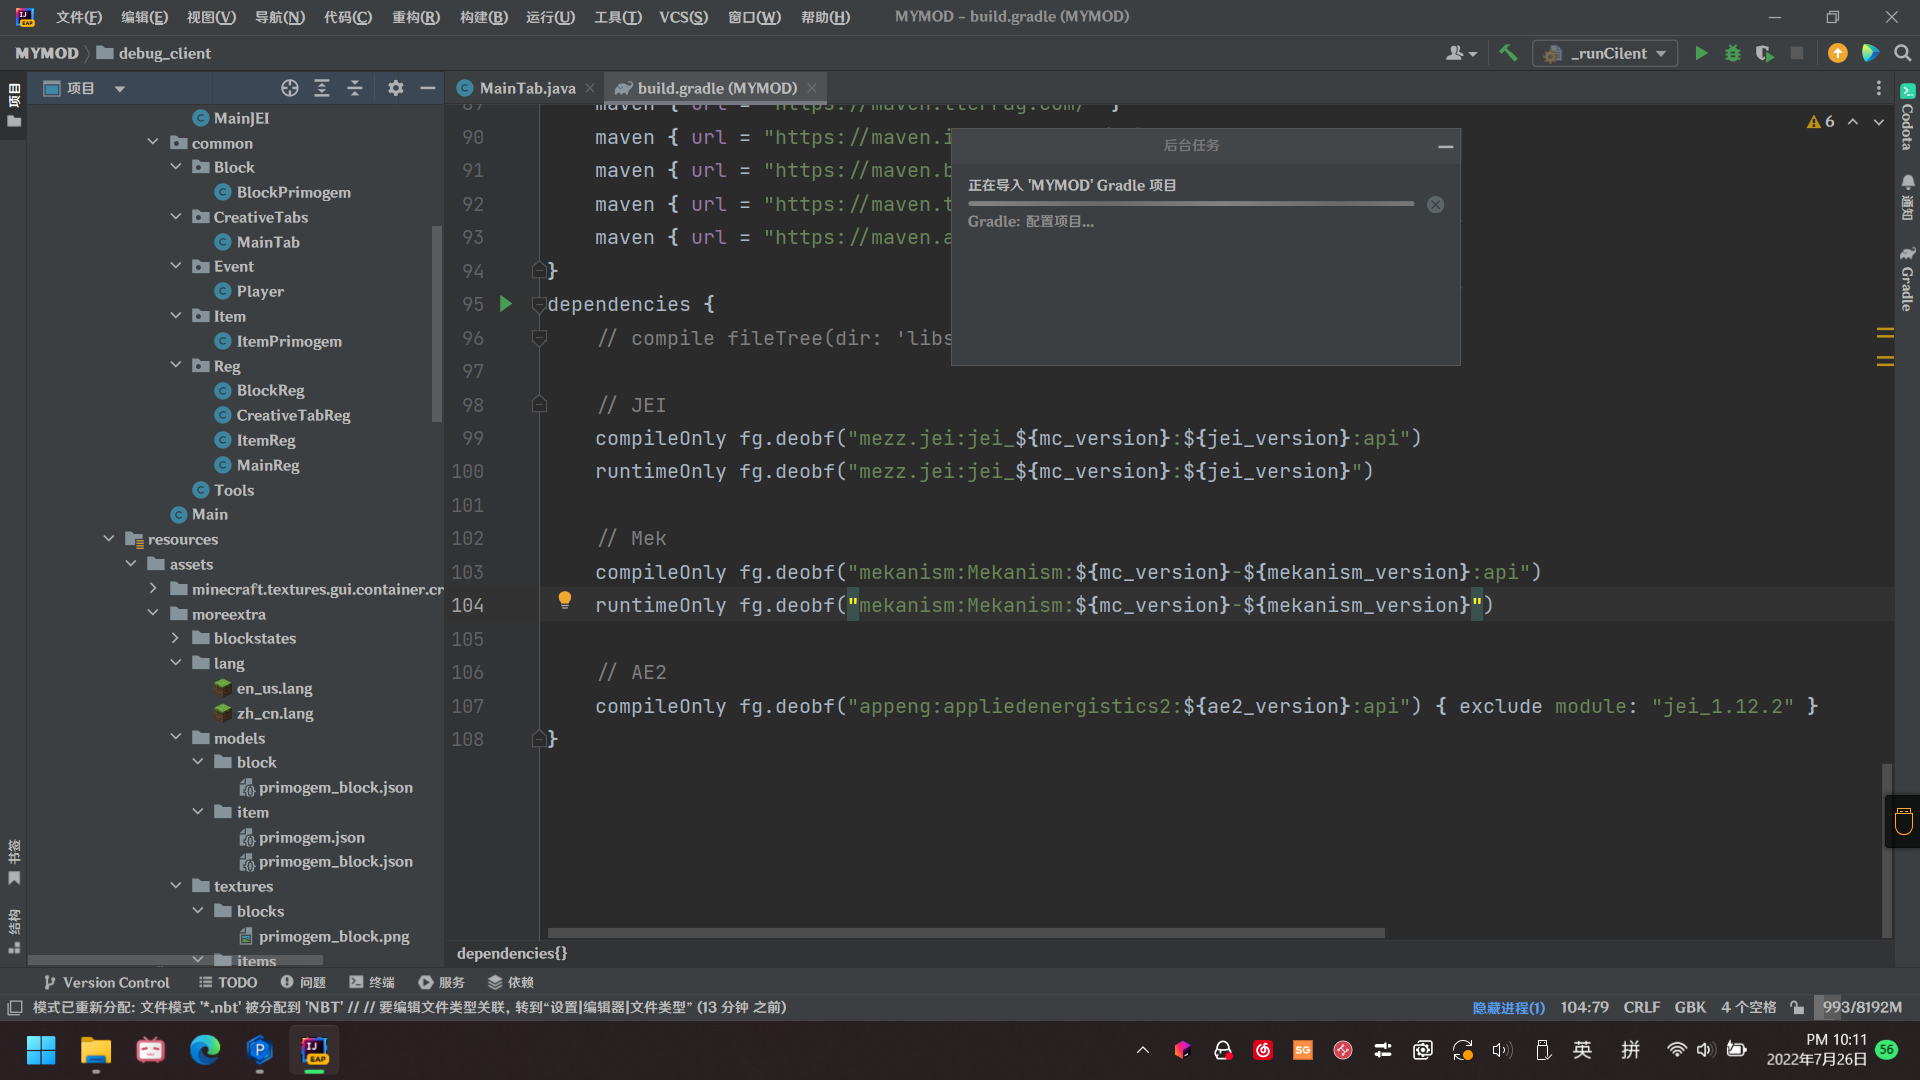 文件(F) 编辑(E) 视图(V) 导航(N) 代码(C) 重构(R) 构建(B) 运行(U) 工具(T) VCS(S) 窗口(W) 帮助(H) MYMOD - build.gradle (MYMOD)
MYMOD debug_client _runCilent
项目
项目
MainJEI
common
Block
BlockPrimogem
CreativeTabs
MainTab
Event
Player
Item
ItemPrimogem
Reg
BlockReg
CreativeTabReg
ItemReg
MainReg
Tools
Main
resources
assets
minecraft.textures.gui.container.cr
moreextra
blockstates
lang
en_us.lang
zh_cn.lang
models
block
primogem_block.json
item
primogem.json
primogem_block.json
textures
blocks
primogem_block.png
items
书签
结构
MainTab.java build.gradle (MYMOD)
6
89 maven { url = "https://maven.tterrag.com/" }
90 maven { url = "https://maven.i
91 maven { url = "https://maven.b
92 maven { url = "https://maven.t
93 maven { url = "https://maven.a
94 }
95 dependencies {
96 // compile fileTree(dir: 'libs
97
98 // JEI
99 compileOnly fg.deobf("mezz.jei:jei_${mc_version}:${jei_version}:api")
100 runtimeOnly fg.deobf("mezz.jei:jei_${mc_version}:${jei_version}")
101
102 // Mek
103 compileOnly fg.deobf("mekanism:Mekanism:${mc_version}-${mekanism_version}:api")
104 runtimeOnly fg.deobf("mekanism:Mekanism:${mc_version}-${mekanism_version}")
105
106 // AE2
107 compileOnly fg.deobf("appeng:appliedenergistics2:${ae2_version}:api") { exclude module: "jei_1.12.2" }
108 }
后台任务
正在导入 'MYMOD' Gradle 项目
Gradle: 配置项目...
Codota
通知
Gradle
dependencies{}
Version Control TODO 问题 终端 服务 依赖
模式已重新分配: 文件模式 '*.nbt' 被分配到 'NBT' // // 要编辑文件类型关联, 转到“设置|编辑器|文件类型” (13 分钟 之前) 隐藏进程(1) 104:79 CRLF GBK 4 个空格 993/8192M
英 拼 PM 10:11
2022年7月26日 56